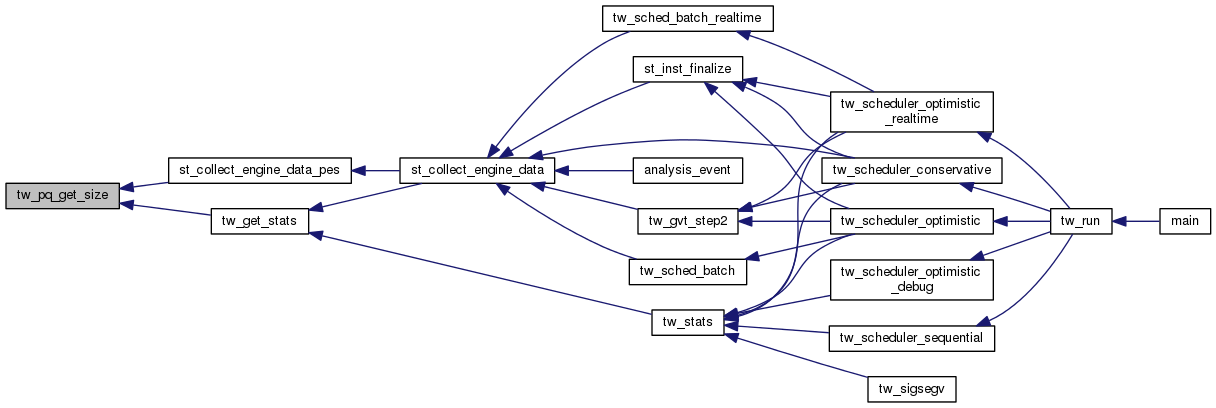 tw_sched_batch_realtime
st_inst_finalize
tw_scheduler_optimistic
_realtime
st_collect_engine_data_pes
st_collect_engine_data
analysis_event
tw_scheduler_conservative
tw_pq_get_size
tw_get_stats
tw_gvt_step2
tw_scheduler_optimistic
tw_run
main
tw_sched_batch
tw_scheduler_optimistic
_debug
tw_stats
tw_scheduler_sequential
tw_sigsegv